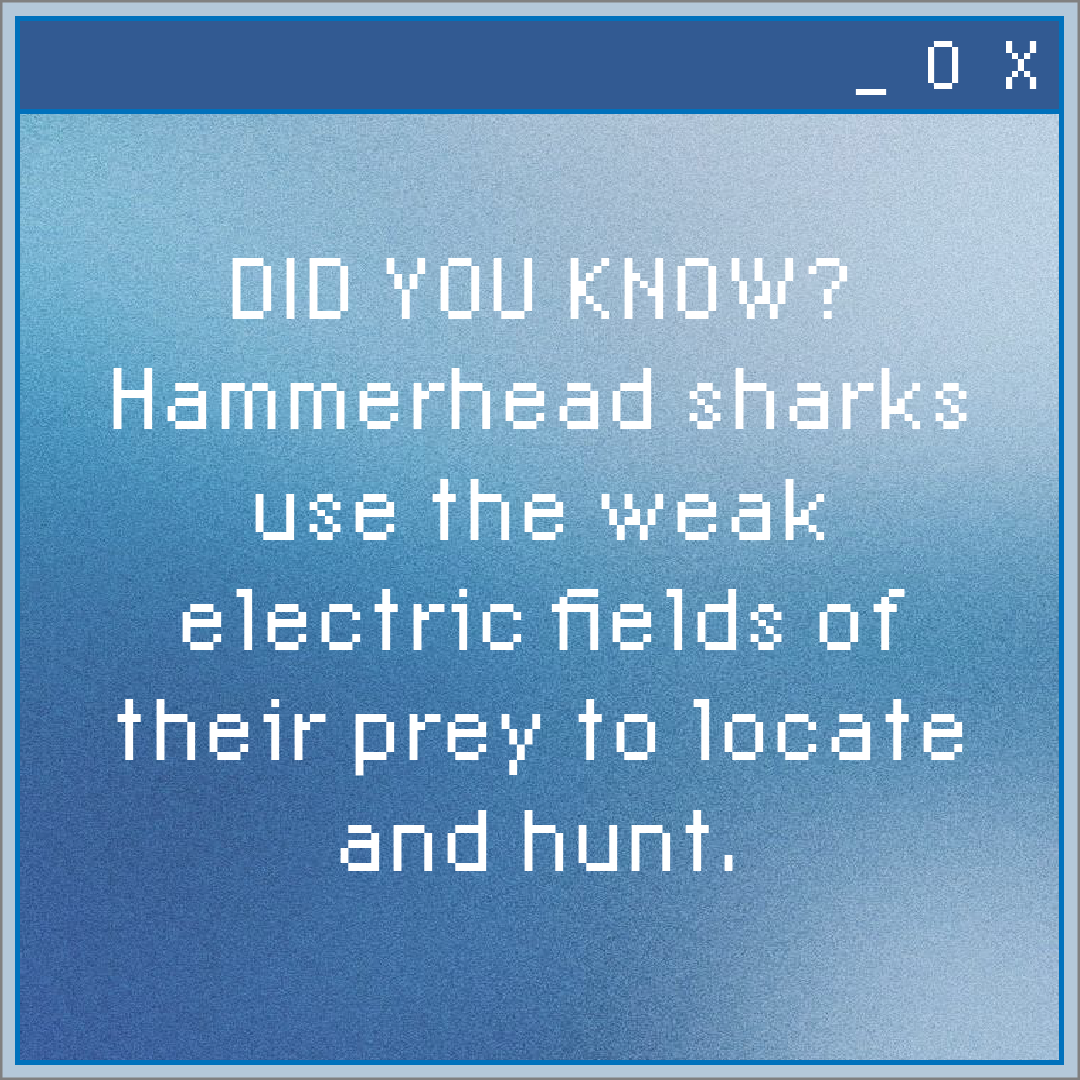 _ O X
DID YOU KNOW?
Hammerhead sharks
use the weak
electric fields of
their prey to locate
and hunt.